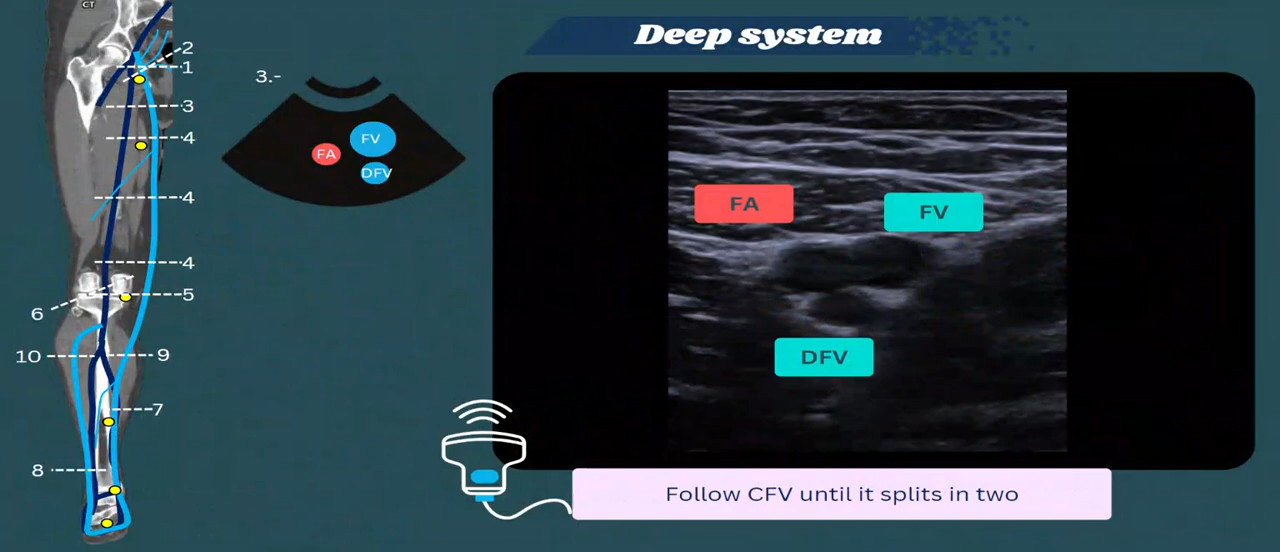 CT
Deep system
2
1
3
4
4
4
5
6
10
9
7
8
3.-
FV
FA
DFV
FA
FV
DFV
Follow CFV until it splits in two